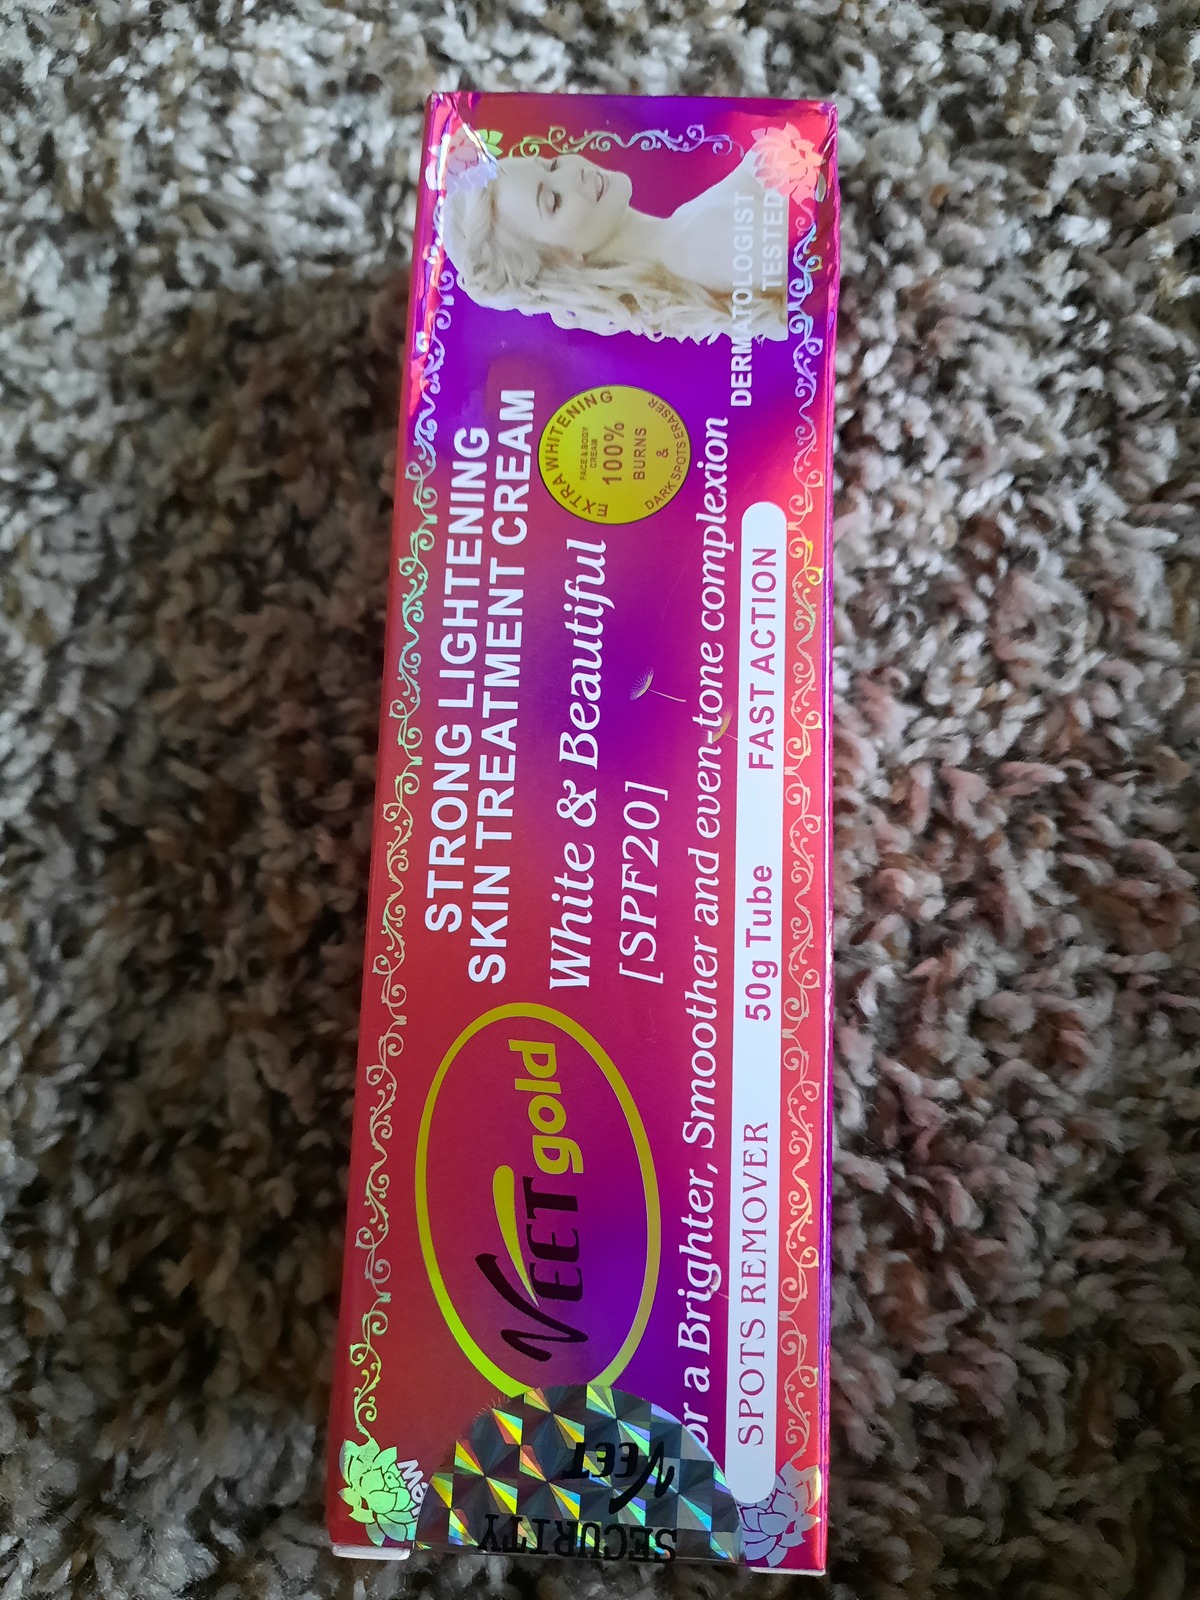 STRONG LIGHTENING
SKIN TREATMENT CREAM
White & Beautiful
[SPF20]
EXTRA WHITENING
FACE & BODY
CREAM
100%
BURNS
&
DARK SPOTS ERASER
DERMATOLOGIST
TESTED
VEET gold
or a Brighter, Smoother and even-tone complexion
SPOTS REMOVER 50g Tube FAST ACTION
VEET
SECURITY